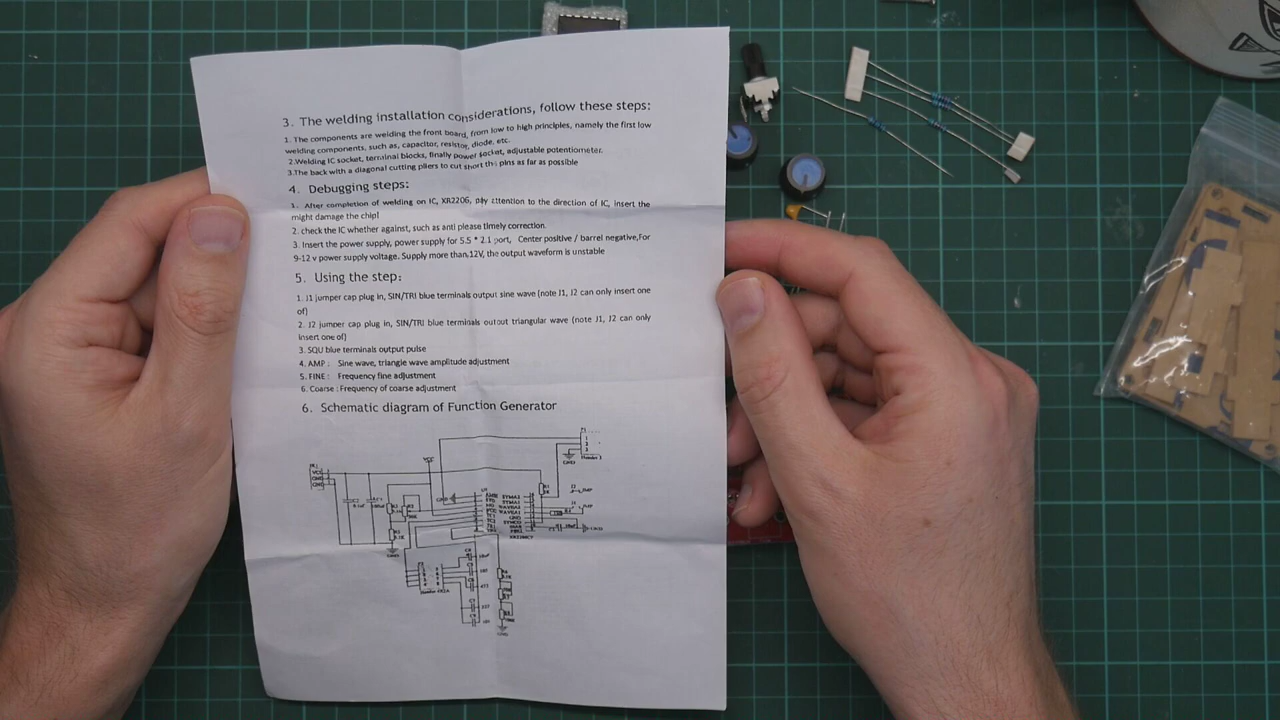 3. The welding installation considerations, follow these steps:
1. The components are welding the front board, from low to high principles, namely the first low
welding components, such as, capacitor, resistor, diode, etc.
2.Welding IC socket, terminal blocks, finally power socket, adjustable potentiometer.
3.The back with a diagonal cutting pliers to cut short the pins as far as possible
4. Debugging steps:
1. After completion of welding on IC, XR2206, pay attention to the direction of IC, insert the
might damage the chip!
2. check the IC whether against, such as anti please timely correction.
3. Insert the power supply, power supply for 5.5 * 2.1 port, Center positive / barrel negative,For
9-12 v power supply voltage. Supply more than,12V, the output waveform is unstable
5. Using the step:
1. J1 jumper cap plug in, SIN/TRI blue terminals output sine wave (note J1, J2 can only insert one
of)
2. J2 jumper cap plug in, SIN/TRI blue terminals output triangular wave (note J1, J2 can only
insert one of)
3. SQU blue terminals output pulse
4. AMP : Sine wave, triangle wave amplitude adjustment
5. FINE : Frequency fine adjustment
6. Coarse : Frequency of coarse adjustment
6. Schematic diagram of Function Generator
VCC
GND
VCC
GND
GND
GND
GND